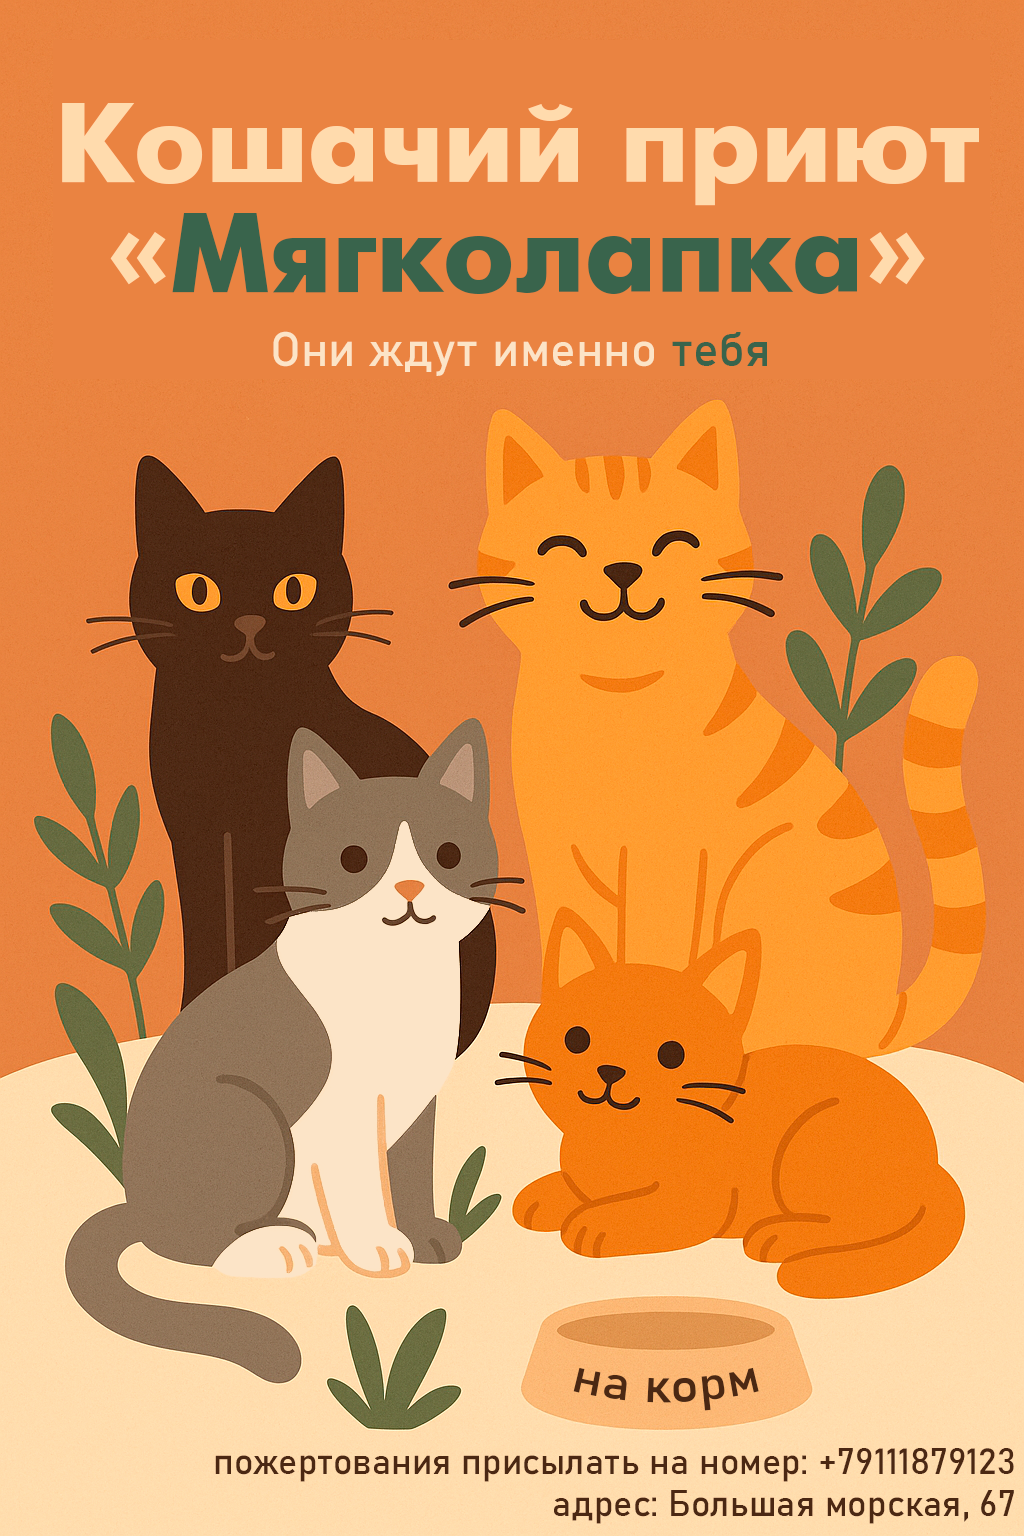 Кошачий приют
«Мягколапка»
Они ждут именно тебя
на корм
пожертования присылать на номер: +79111879123
адрес: Большая морская, 67